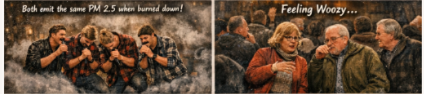 Both emit the same PM 2.5 when burned down!
Feeling Woozy...